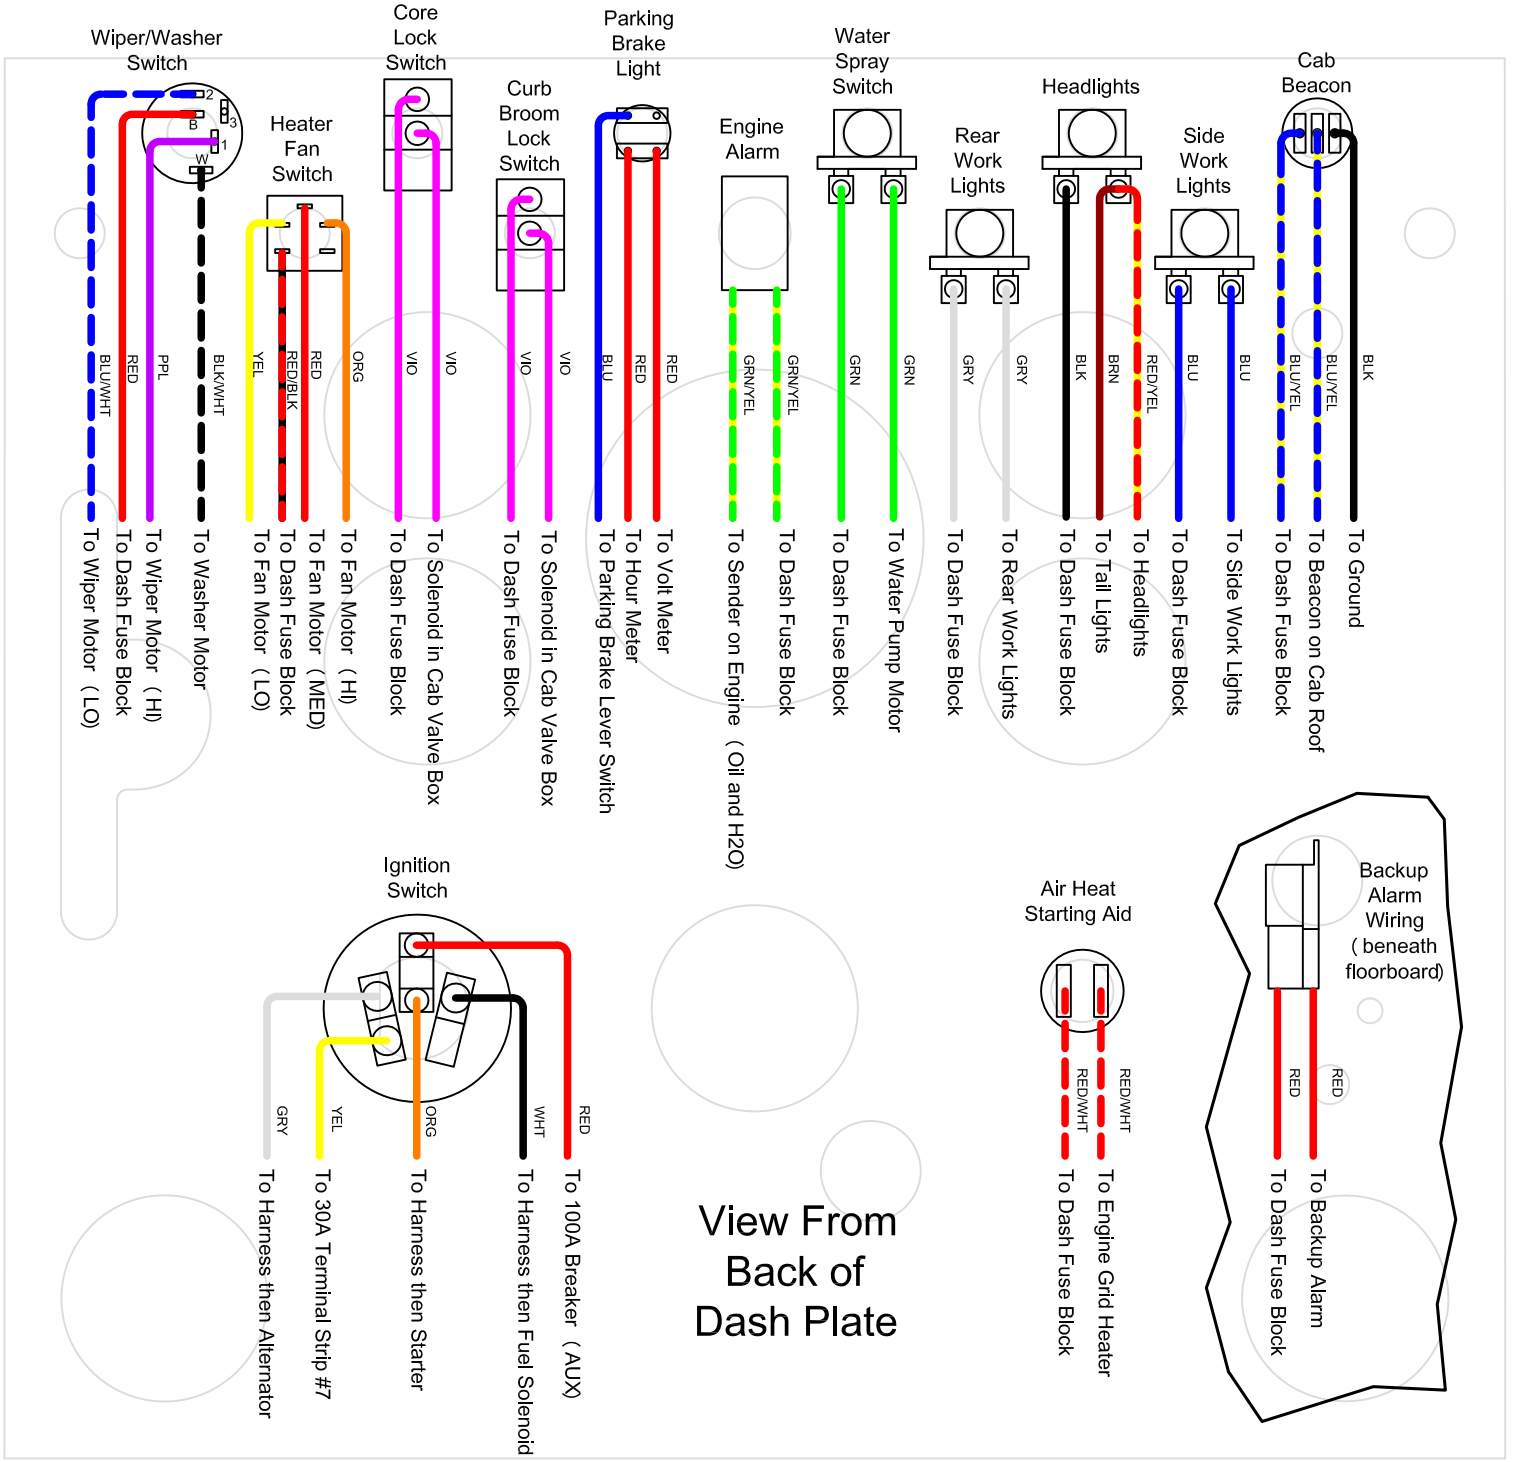 Wiper/Washer
Switch
2
B
3
1
W
Heater
Fan
Switch
Core
Lock
Switch
Curb
Broom
Lock
Switch
Parking
Brake
Light
Engine
Alarm
Water
Spray
Switch
Rear
Work
Lights
Headlights
Side
Work
Lights
Cab
Beacon
BLU/WHT
RED
PPL
BLK/WHT
YEL
RED/BLK
RED
ORG
VIO
VIO
VIO
VIO
BLU
RED
RED
GRN/YEL
GRN/YEL
GRN
GRN
GRY
GRY
BLK
BRN
RED/YEL
BLU
BLU
BLU/YEL
BLU/YEL
BLK
To Wiper Motor (LO)
To Dash Fuse Block
To Wiper Motor (HI)
To Washer Motor
To Fan Motor (LO)
To Dash Fuse Block
To Fan Motor (MED)
To Fan Motor (HI)
To Dash Fuse Block
To Solenoid in Cab Valve Box
To Dash Fuse Block
To Solenoid in Cab Valve Box
To Parking Brake Lever Switch
To Hour Meter
To Volt Meter
To Sender on Engine (Oil and H2O)
To Dash Fuse Block
To Dash Fuse Block
To Water Pump Motor
To Dash Fuse Block
To Rear Work Lights
To Dash Fuse Block
To Tail Lights
To Headlights
To Dash Fuse Block
To Side Work Lights
To Dash Fuse Block
To Beacon on Cab Roof
To Ground
Ignition
Switch
GRY
YEL
ORG
WHT
RED
To Harness then Alternator
To 30A Terminal Strip #7
To Harness then Starter
To Harness then Fuel Solenoid
To 100A Breaker (AUX)
View From
Back of
Dash Plate
Air Heat
Starting Aid
RED/WHT
RED/WHT
To Dash Fuse Block
To Engine Grid Heater
Backup
Alarm
Wiring
(beneath
floorboard)
RED
RED
To Dash Fuse Block
To Backup Alarm